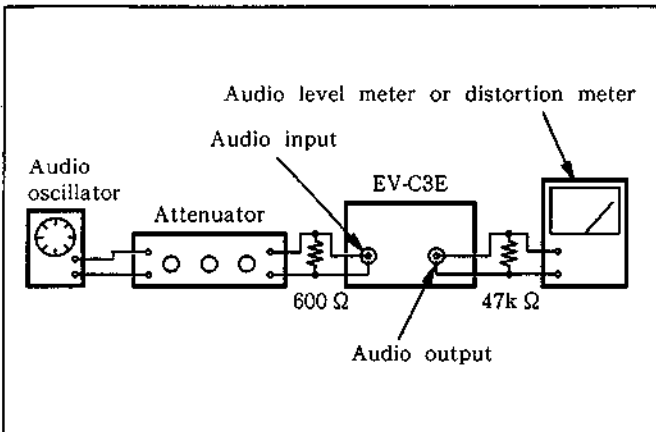 Audio level meter or distortion meter
Audio input
Audio
oscillator
Attenuator
EV-C3E
600 Ω
47k Ω
Audio output